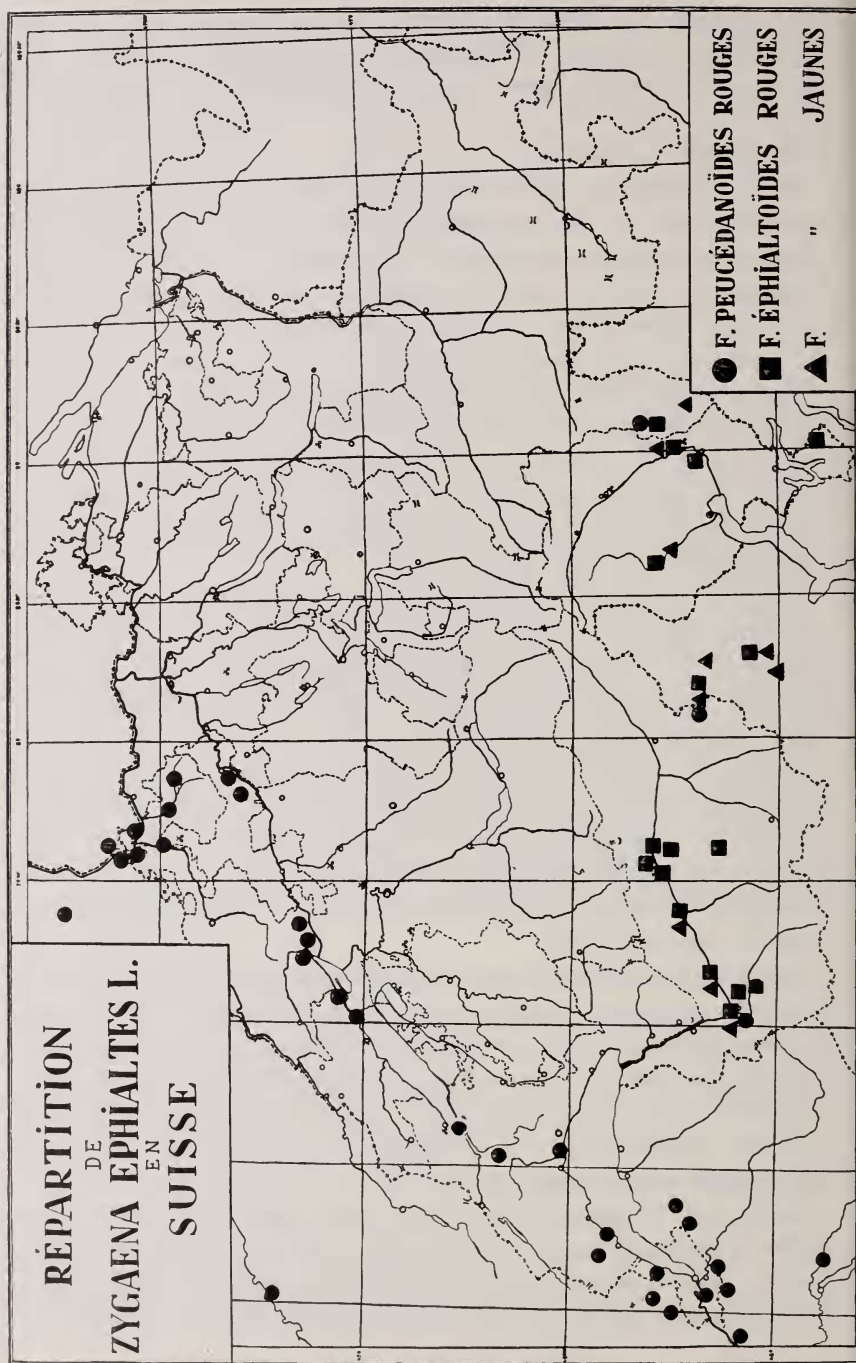 RÉPARTITION
DE
ZYGAENA EPHIALTES L.
EN
SUISSE
F. PEUCÉDANOÏDES ROUGES
F. ÉPHIALTOÏDES ROUGES
F. " JAUNES